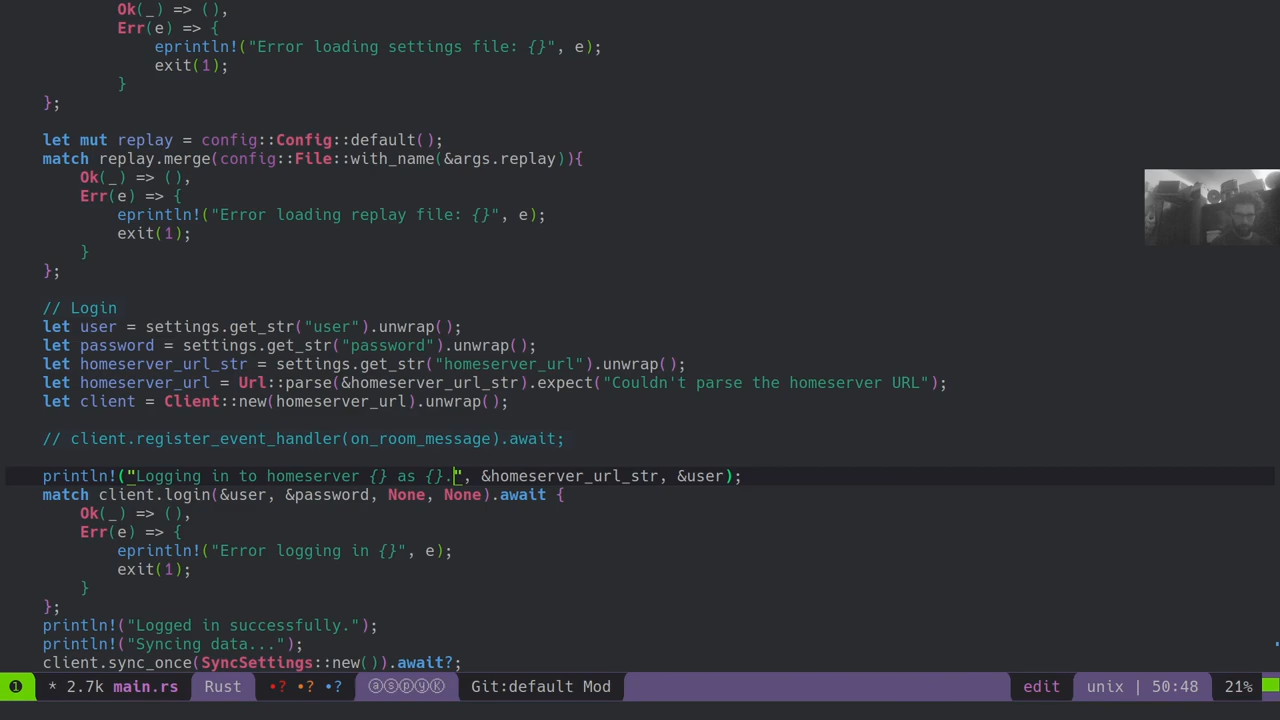 Ok(_) => (),
Err(e) => {
eprintln!("Error loading settings file: {}", e);
exit(1);
}
};
let mut replay = config::Config::default();
match replay.merge(config::File::with_name(&args.replay)){
Ok(_) => (),
Err(e) => {
eprintln!("Error loading replay file: {}", e);
exit(1);
}
};
// Login
let user = settings.get_str("user").unwrap();
let password = settings.get_str("password").unwrap();
let homeserver_url_str = settings.get_str("homeserver_url").unwrap();
let homeserver_url = Url::parse(&homeserver_url_str).expect("Couldn't parse the homeserver URL");
let client = Client::new(homeserver_url).unwrap();
// client.register_event_handler(on_room_message).await;
println!("Logging in to homeserver {} as {}.", &homeserver_url_str, &user);
match client.login(&user, &password, None, None).await {
Ok(_) => (),
Err(e) => {
eprintln!("Error logging in {}", e);
exit(1);
}
};
println!("Logged in successfully.");
println!("Syncing data...");
client.sync_once(SyncSettings::new()).await?;
❶ * 2.7k main.rs Rust •? •? •? ⓐⓢⓟⓨⓀ Git:default Mod edit unix | 50:48 21%